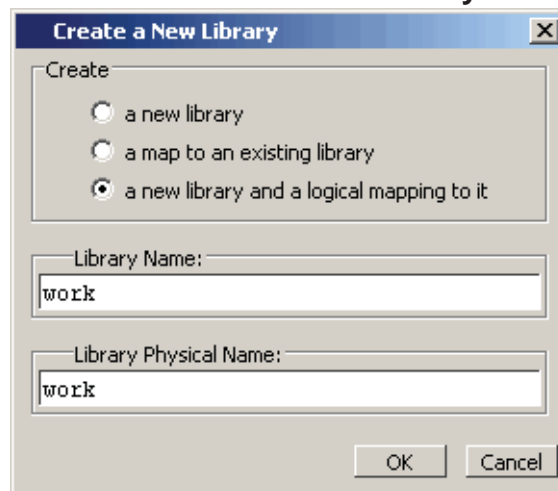 Create a New Library
Create
a new library
a map to an existing library
a new library and a logical mapping to it
Library Name:
work
Library Physical Name:
work
OK Cancel